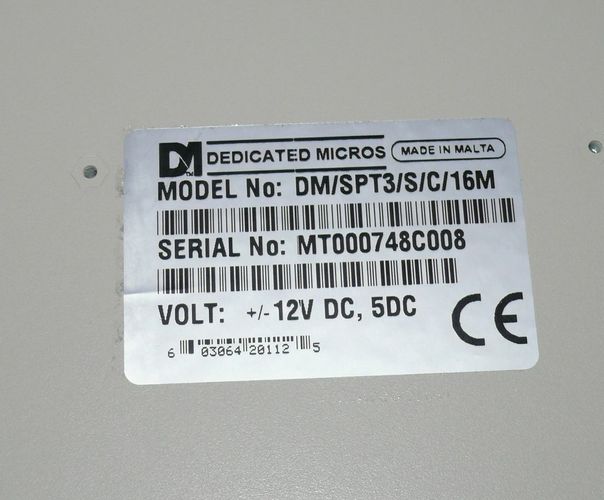 DM™ DEDICATED MICROS MADE IN MALTA
MODEL No: DM/SPT3/S/C/16M
SERIAL No: MT000748C008
VOLT: +/- 12V DC, 5DC
CE
6 03064 20112 5